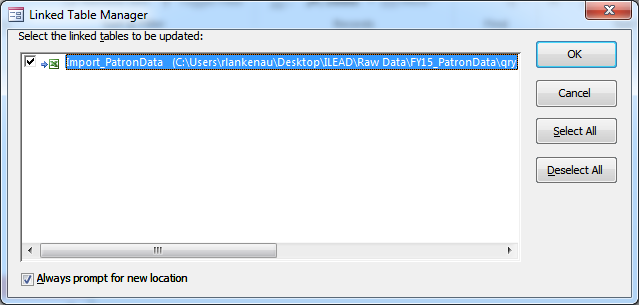 Linked Table Manager
Select the linked tables to be updated:
Import_PatronData (C:\Users\rlankenau\Desktop\ILEAD\Raw Data\FY15_PatronData\qry
OK
Cancel
Select All
Deselect All
Always prompt for new location